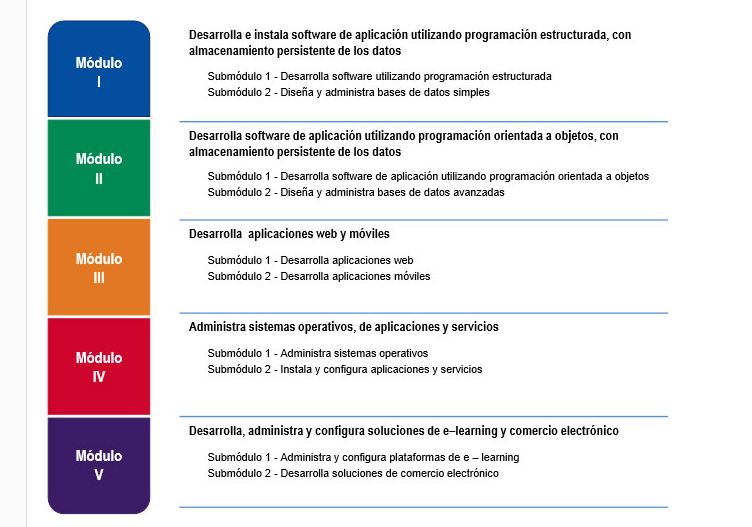 Módulo
I
Desarrolla e instala software de aplicación utilizando programación estructurada, con
almacenamiento persistente de los datos
Submódulo 1 - Desarrolla software utilizando programación estructurada
Submódulo 2 - Diseña y administra bases de datos simples
Módulo
II
Desarrolla software de aplicación utilizando programación orientada a objetos, con
almacenamiento persistente de los datos
Submódulo 1 - Desarrolla software de aplicación utilizando programación orientada a objetos
Submódulo 2 - Diseña y administra bases de datos avanzadas
Módulo
III
Desarrolla aplicaciones web y móviles
Submódulo 1 - Desarrolla aplicaciones web
Submódulo 2 - Desarrolla aplicaciones móviles
Módulo
IV
Administra sistemas operativos, de aplicaciones y servicios
Submódulo 1 - Administra sistemas operativos
Submódulo 2 - Instala y configura aplicaciones y servicios
Módulo
V
Desarrolla, administra y configura soluciones de e–learning y comercio electrónico
Submódulo 1 - Administra y configura plataformas de e – learning
Submódulo 2 - Desarrolla soluciones de comercio electrónico